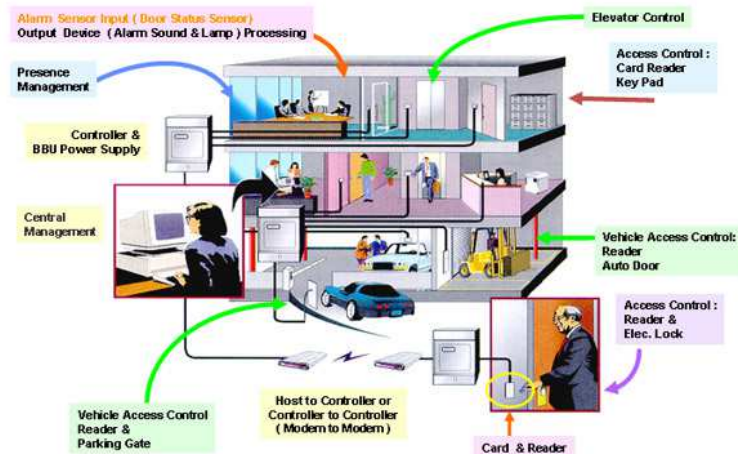 Alarm Sensor Input ( Door Status Sensor)
Output Device ( Alarm Sound & Lamp ) Processing
Elevator Control
Presence
Management
Access Control :
Card Reader
Key Pad
Controller &
BBU Power Supply
Central
Management
Vehicle Access Control:
Reader
Auto Door
Access Control :
Reader &
Elec. Lock
Host to Controller or
Controller to Controller
( Modern to Modern )
Vehicle Access Control
Reader &
Parking Gate
Card & Reader